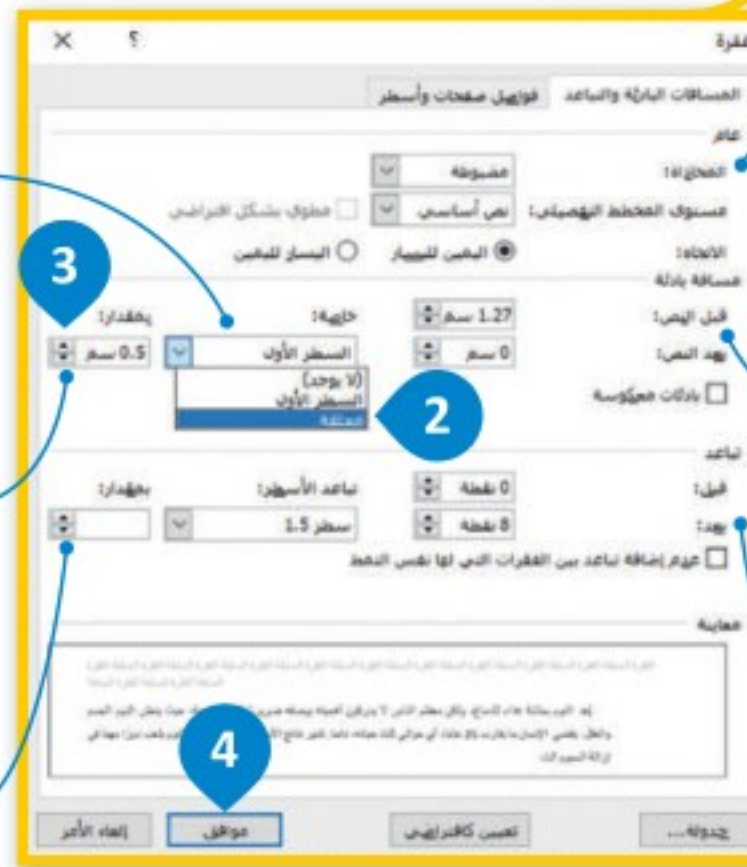 فقرة
؟ ×
المسافات البادئة والتباعد فواصل صفحات وأسطر
عام
المحاذاة: مضبوطة
مستوى المخطط التفصيلي: نص أساسي مطوي بشكل افتراضي
الاتجاه: اليمين لليسار اليسار لليمين
مسافة بادئة
3
قبل النص: 1.27 سم خاصة: بمقدار:
بعد النص: 0 سم السطر الأول 0.5 سم
(لا يوجد)
السطر الأول
معلقة
2
بادئات معكوسة
تباعد
قبل: 0 نقطة تباعد الأسطر: بمقدار:
بعد: 8 نقطة سطر 1.5
عدم إضافة تباعد بين الفقرات التي لها نفس النمط
معاينة
4
جدولة... تعيين كافتراضي موافق إلغاء الأمر